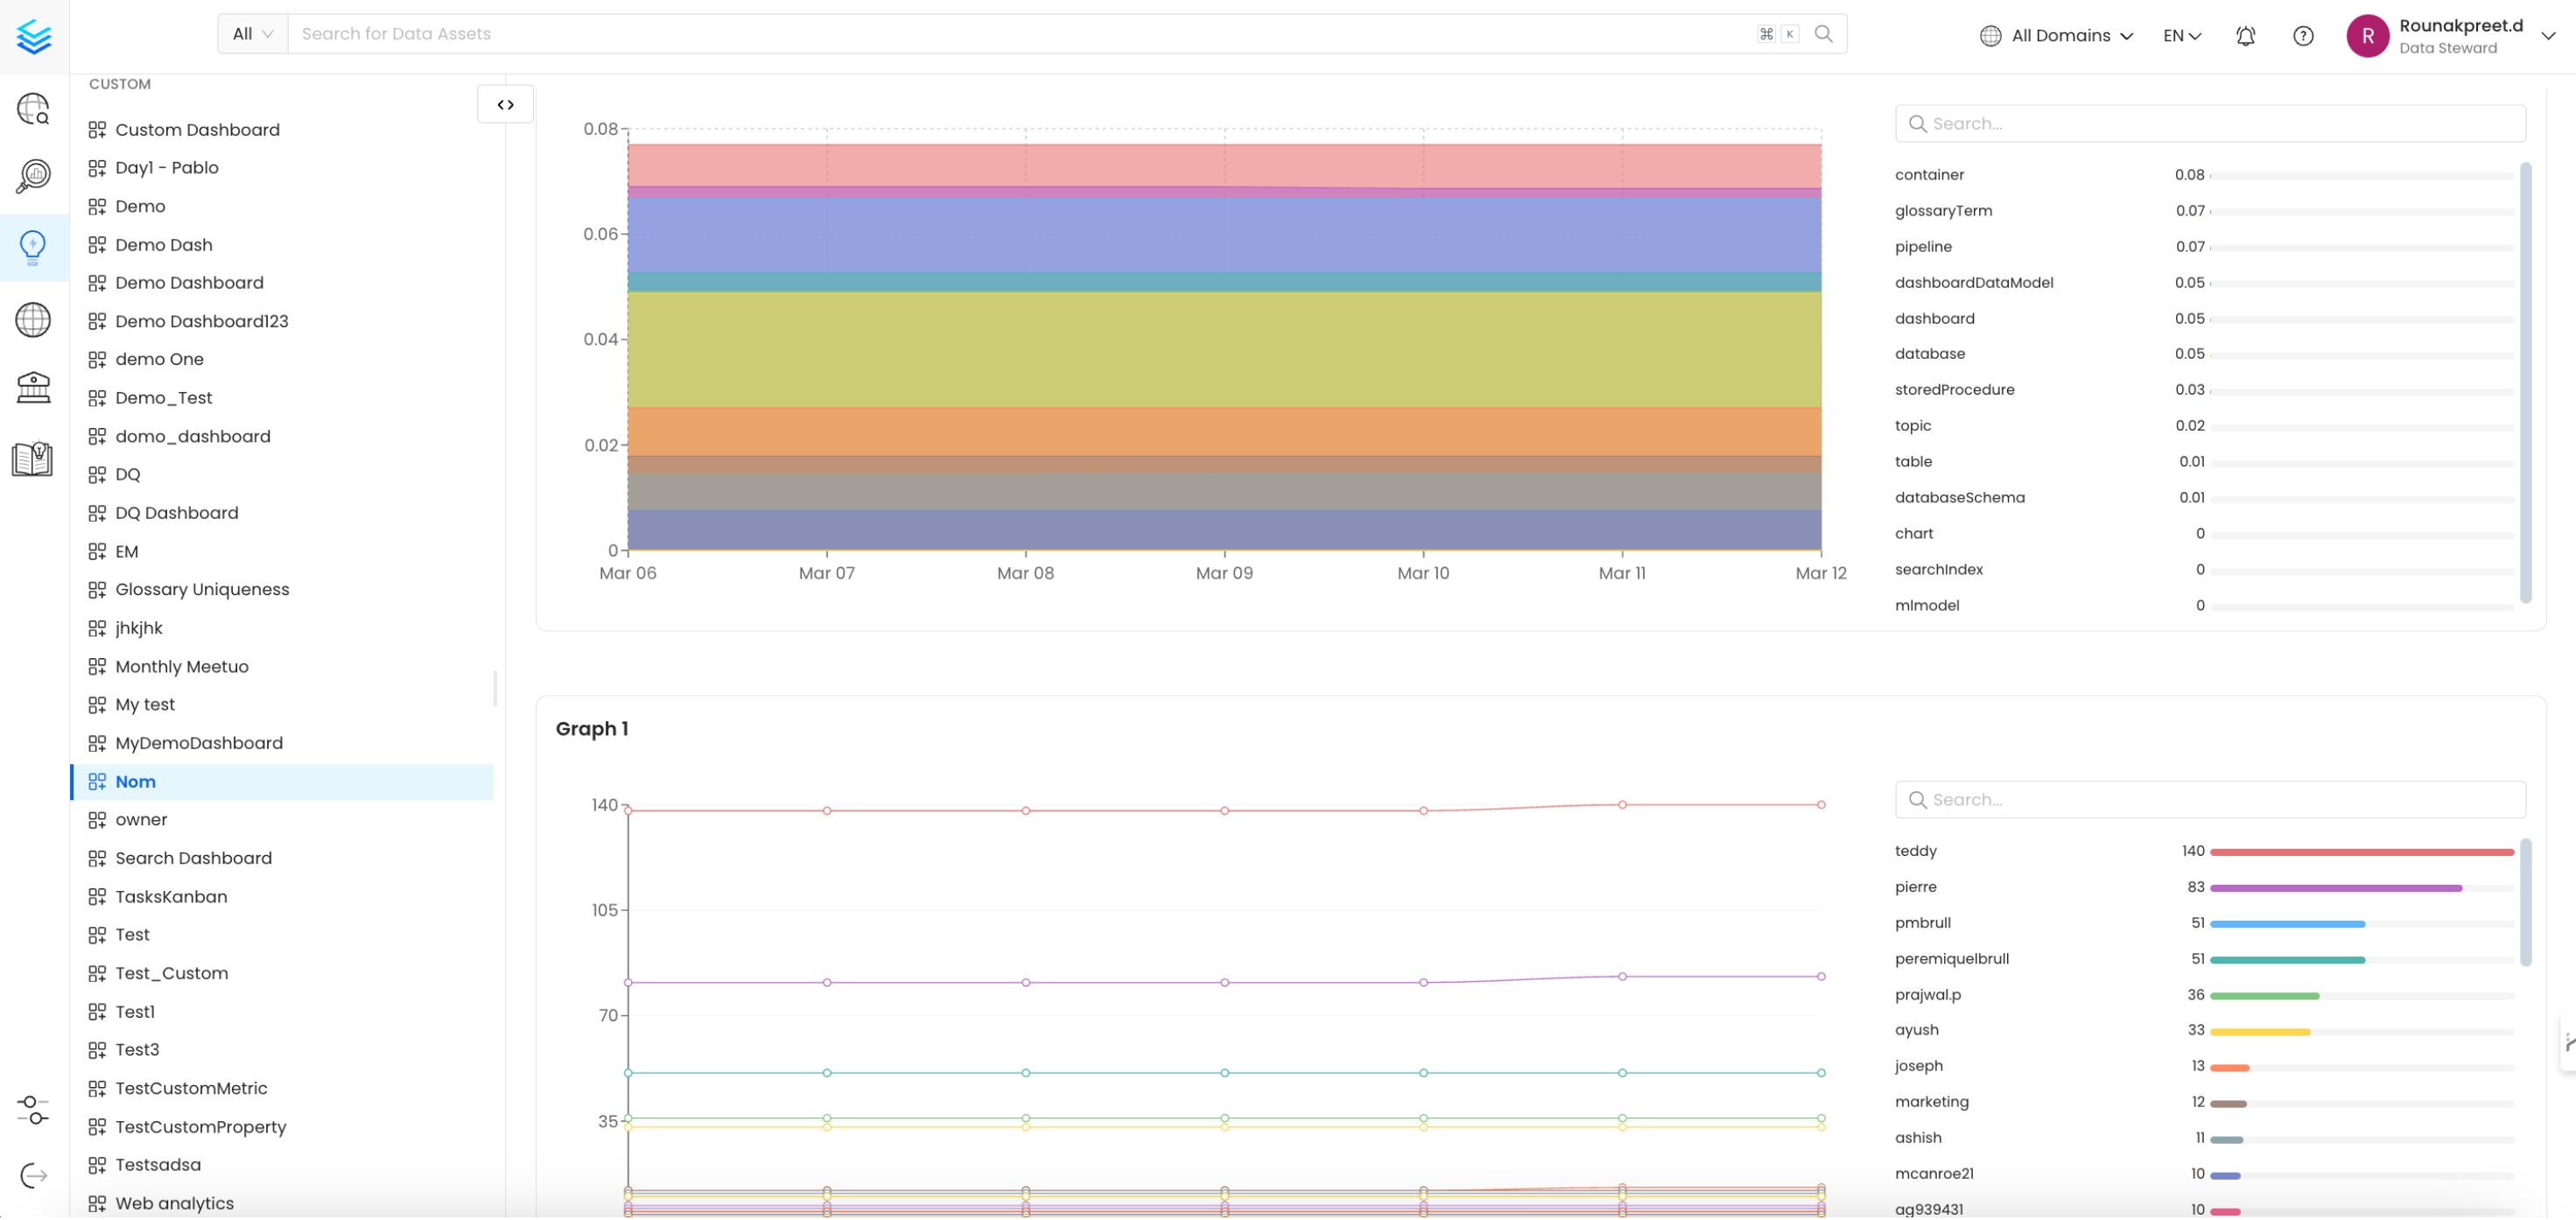 All
Search for Data Assets
⌘ K
All Domains
EN
R
Rounakpreet.d
Data Steward
CUSTOM
Custom Dashboard
Day1 - Pablo
Demo
Demo Dash
Demo Dashboard
Demo Dashboard123
demo One
Demo_Test
domo_dashboard
DQ
DQ Dashboard
EM
Glossary Uniqueness
jhkjhk
Monthly Meetuo
My test
MyDemoDashboard
Nom
owner
Search Dashboard
TasksKanban
Test
Test_Custom
Test1
Test3
TestCustomMetric
TestCustomProperty
Testsadsa
Web analytics
0.08
0.06
0.04
0.02
0
Mar 06 Mar 07 Mar 08 Mar 09 Mar 10 Mar 11 Mar 12
Search...
container 0.08
glossaryTerm 0.07
pipeline 0.07
dashboardDataModel 0.05
dashboard 0.05
database 0.05
storedProcedure 0.03
topic 0.02
table 0.01
databaseSchema 0.01
chart 0
searchIndex 0
mlmodel 0
Graph 1
140
105
70
35
Search...
teddy 140
pierre 83
pmbrull 51
peremiquelbrull 51
prajwal.p 36
ayush 33
joseph 13
marketing 12
ashish 11
mcanroe21 10
ag939431 10